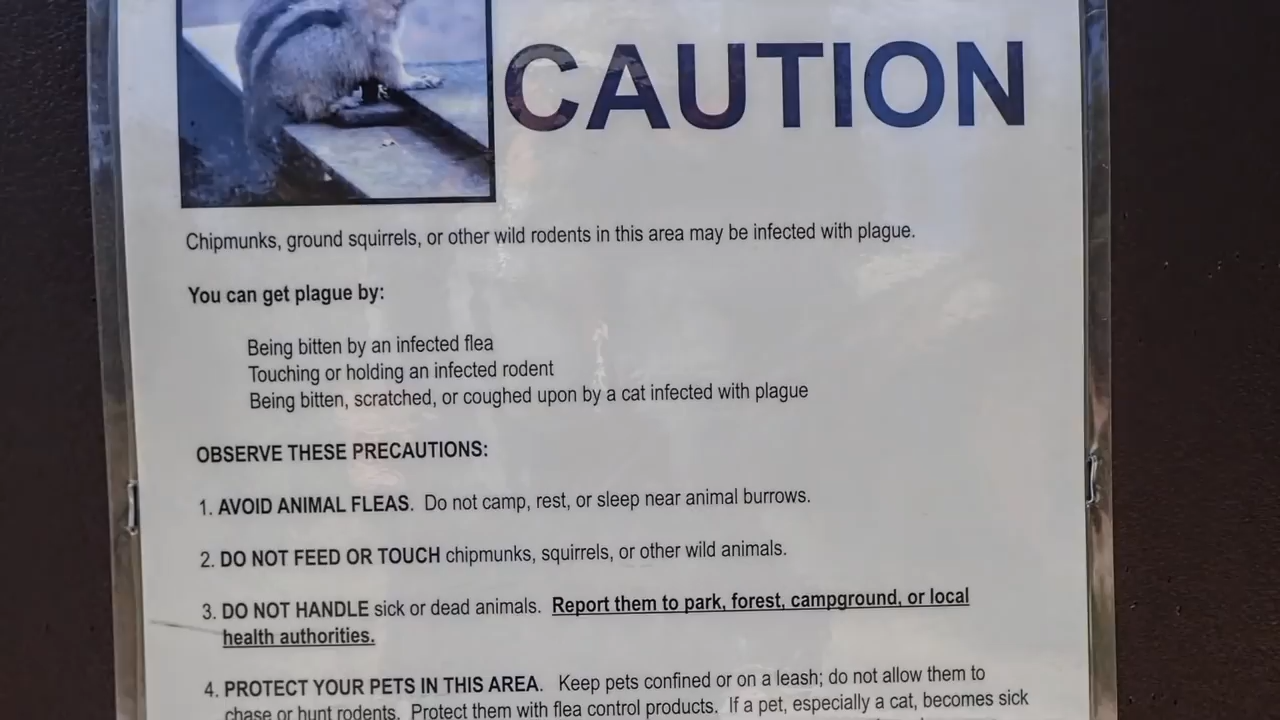 CAUTION
Chipmunks, ground squirrels, or other wild rodents in this area may be infected with plague.
You can get plague by:
Being bitten by an infected flea
Touching or holding an infected rodent
Being bitten, scratched, or coughed upon by a cat infected with plague
OBSERVE THESE PRECAUTIONS:
1. AVOID ANIMAL FLEAS. Do not camp, rest, or sleep near animal burrows.
2. DO NOT FEED OR TOUCH chipmunks, squirrels, or other wild animals.
3. DO NOT HANDLE sick or dead animals. Report them to park, forest, campground, or local
health authorities.
4. PROTECT YOUR PETS IN THIS AREA. Keep pets confined or on a leash; do not allow them to
chase or hunt rodents. Protect them with flea control products. If a pet, especially a cat, becomes sick